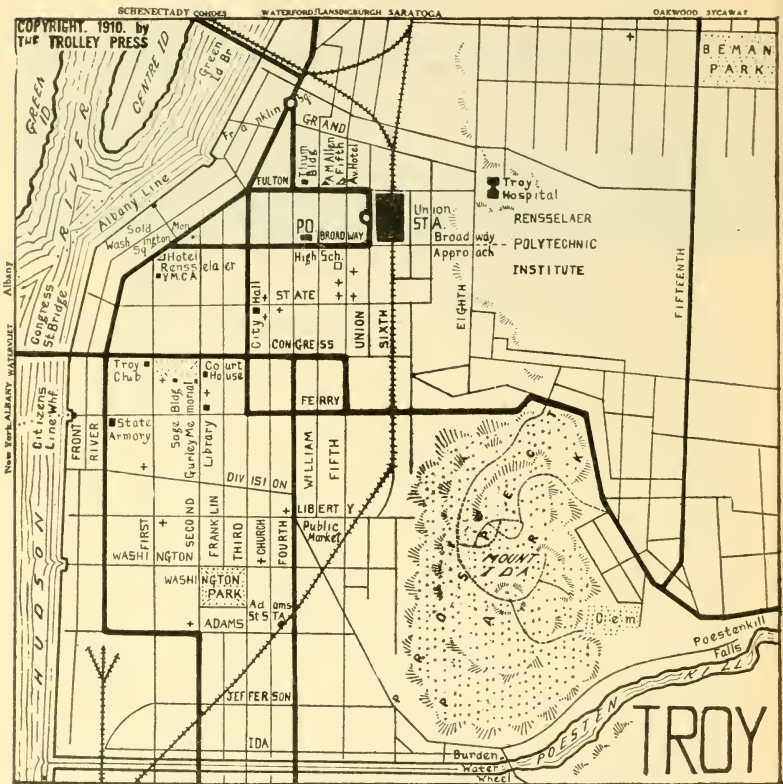 SCHENECTADY COHOES WATERFORD/LANSINGBURGH SARATOGA OAKWOOD SYCAWAY
COPYRIGHT. 1910. by
THE TROLLEY PRESS
GREEN ID
CENTRE ID
Green
Id Br
BEMAN
PARK
RIVER
Franklin Sq
GRAND
Ilium
Bldg
A M Allen
Fifth
Av. Hotel
FULTON
Troy
Hospital
Albany Line
Union
STA.
RENSSELAER
POLYTECHNIC
INSTITUTE
Sold. Mon.
Washington
Sq
PO
BROADWAY
Broadway
Approach
Hotel
Rensselaer
Y.M.C.A
High Sch.
Albany
Congress
St. Bridge
City Hall
STATE
UNION
SIXTH
EIGHTH
FIFTEENTH
CONGRESS
New York. ALBANY WATERVLIET
Troy
Club
Sage Bldg
Gurley Memorial
Library
Court
House
FERRY
Citizens
Line Whf.
FRONT
RIVER
State
Armory
DIVISION
WILLIAM
FIFTH
LIBERTY
Public
Market
FIRST
SECOND
FRANKLIN
THIRD
CHURCH
FOURTH
WASHINGTON
WASHINGTON
PARK
PROSPECT
PARK
MOUNT
IDA
Adams
St STA.
ADAMS
Cem
HUDSON
Poestenkill
Falls
JEFFERSON
POESTEN KILL
IDA
Burden
Water
Wheel
TROY